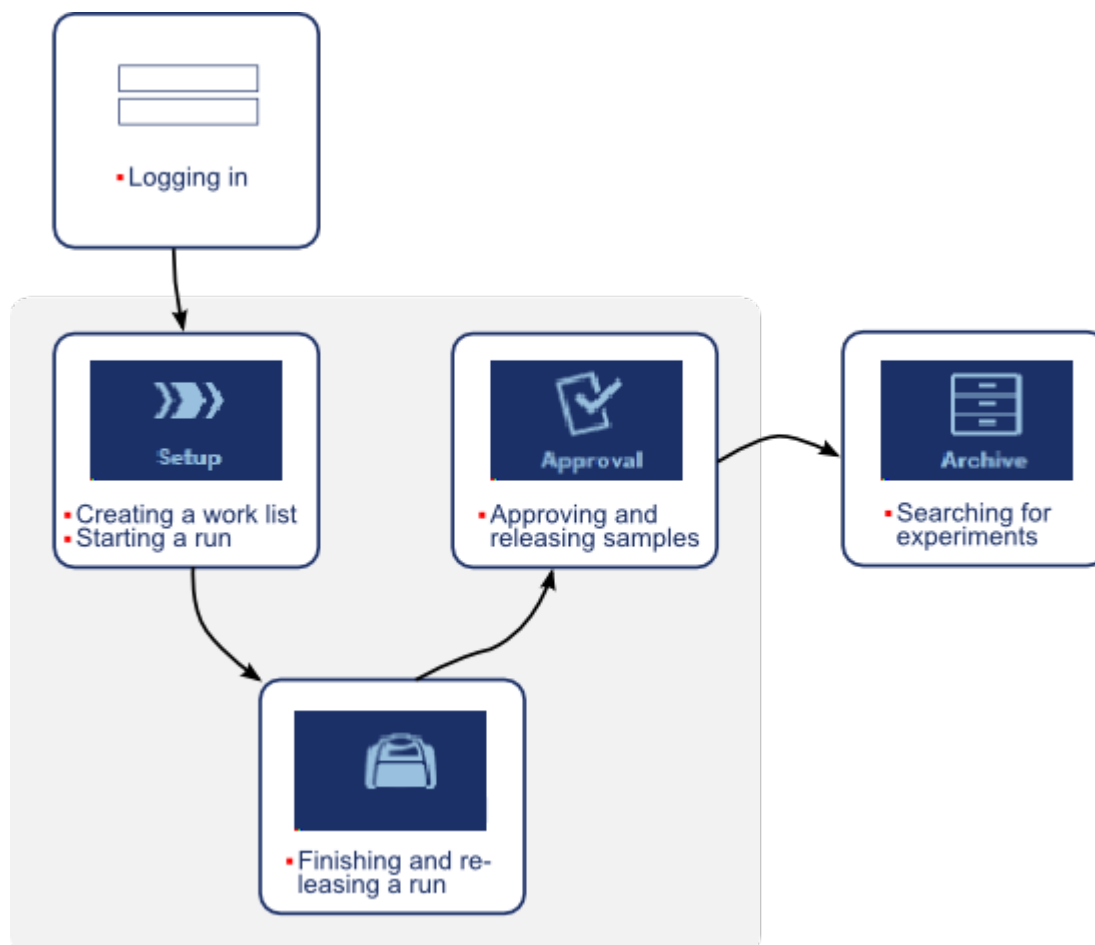 ▪Logging in
Setup
▪Creating a work list
▪Starting a run
Approval
▪Approving and
releasing samples
Archive
▪Searching for
experiments
▪Finishing and re-
leasing a run